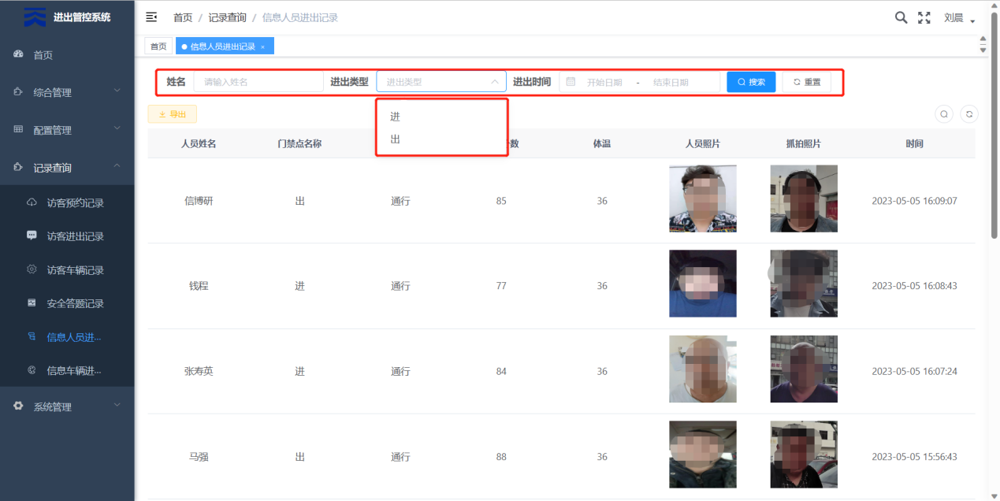 进出管控系统
首页 / 记录查询 / 信息人员进出记录
刘晨
首页
信息人员进出记录 ×
首页
综合管理
配置管理
记录查询
访客预约记录
访客进出记录
访客车辆记录
安全答题记录
信息人员进...
信息车辆进...
系统管理
姓名 请输入姓名 进出类型 进出类型 进出时间 开始日期 - 结束日期 搜索 重置
进
出
导出
人员姓名 门禁点名称 数 体温 人员照片 抓拍照片 时间
信博研 出 通行 85 36 2023-05-05 16:09:07
钱程 进 通行 77 36 2023-05-05 16:08:43
张寿英 进 通行 84 36 2023-05-05 16:07:24
马强 出 通行 88 36 2023-05-05 15:56:43